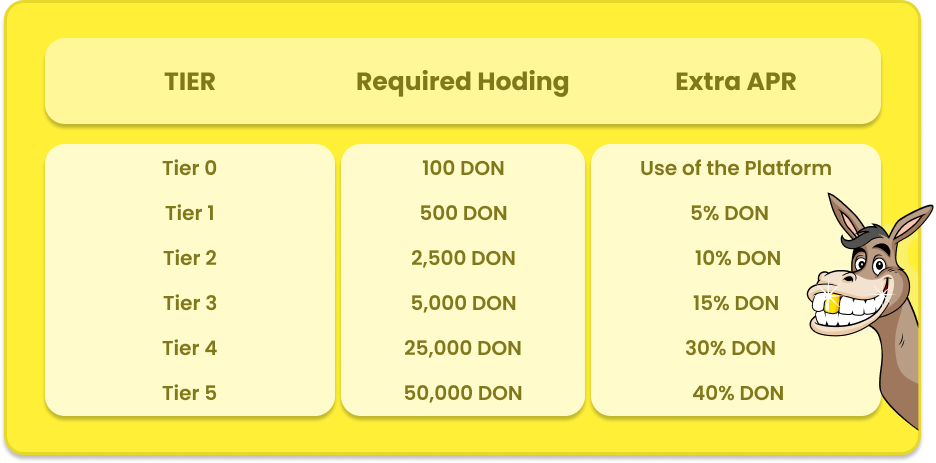 TIER Required Hoding Extra APR
Tier 0 100 DON Use of the Platform
Tier 1 500 DON 5% DON
Tier 2 2,500 DON 10% DON
Tier 3 5,000 DON 15% DON
Tier 4 25,000 DON 30% DON
Tier 5 50,000 DON 40% DON